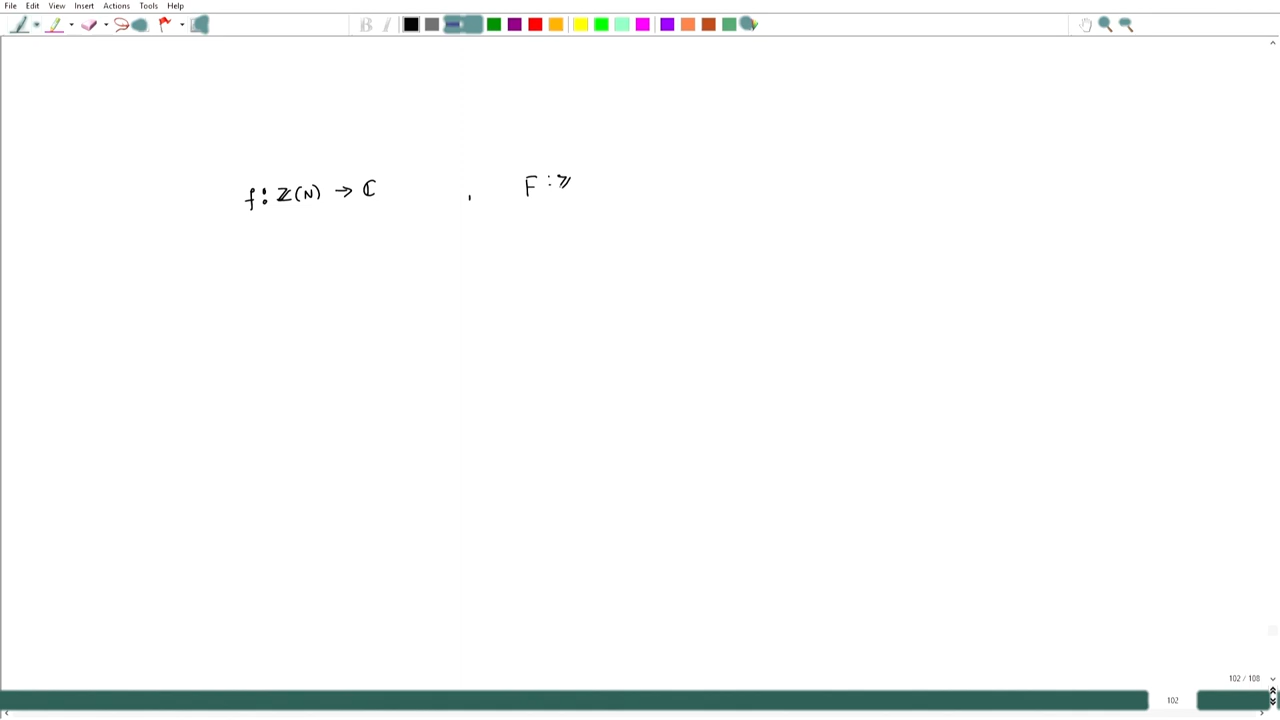 File Edit View Insert Actions Tools Help
B I
f : ℤ(N) → ℂ , F :
102 / 108
102